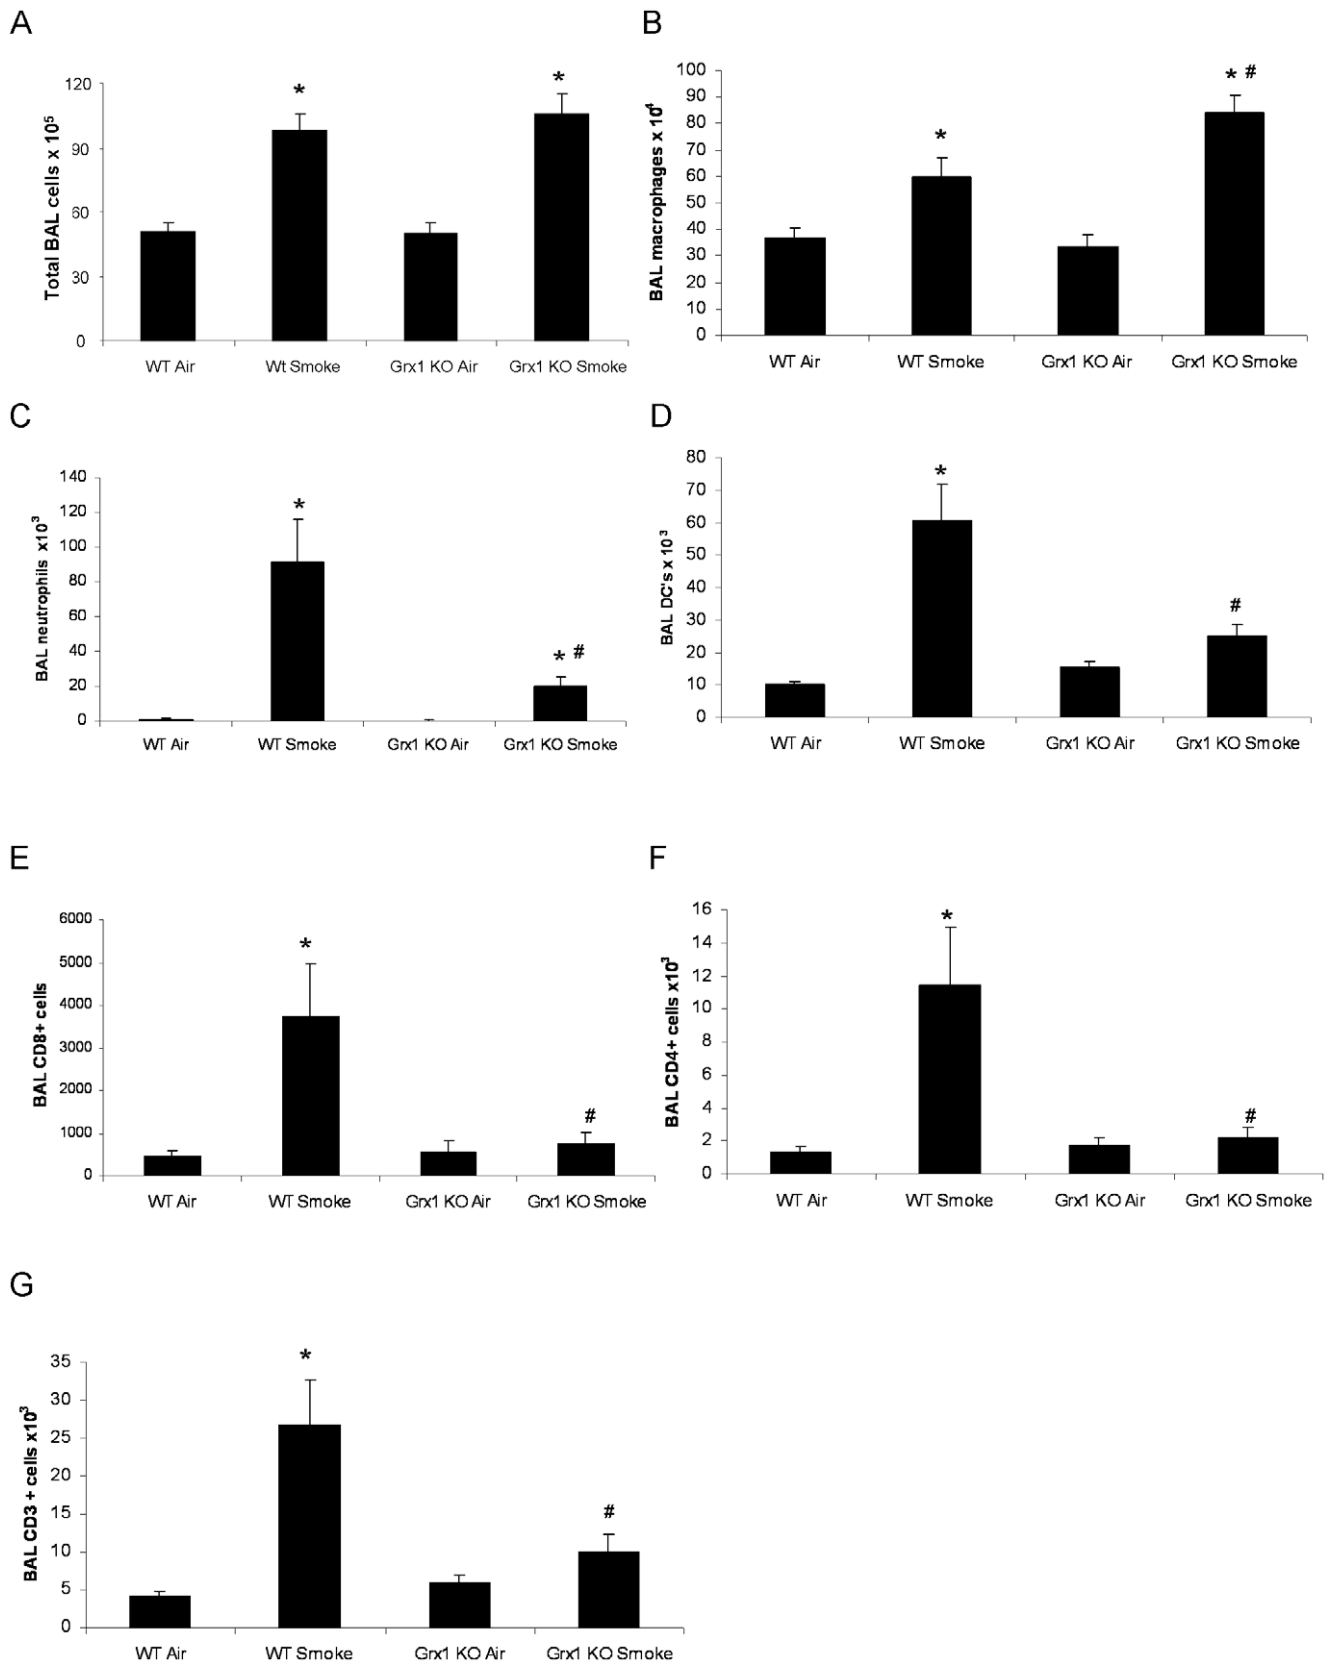 A
Total BAL cells x 10⁵
120
90
60
30
0
*
*
WT Air
Wt Smoke
Grx1 KO Air
Grx1 KO Smoke
B
BAL macrophages x 10⁴
100
90
80
70
60
50
40
30
20
10
0
*
* #
WT Air
WT Smoke
Grx1 KO Air
Grx1 KO Smoke
C
BAL neutrophils x10³
140
120
100
80
60
40
20
0
*
* #
WT Air
WT Smoke
Grx1 KO Air
Grx1 KO Smoke
D
BAL DC's x 10³
80
70
60
50
40
30
20
10
0
*
#
WT Air
WT Smoke
Grx1 KO Air
Grx1 KO Smoke
E
BAL CD8+ cells
6000
5000
4000
3000
2000
1000
0
*
#
WT Air
WT Smoke
Grx1 KO Air
Grx1 KO Smoke
F
BAL CD4+ cells x10³
16
14
12
10
8
6
4
2
0
*
#
WT Air
WT Smoke
Grx1 KO Air
Grx1 KO Smoke
G
BAL CD3 + cells x10³
35
30
25
20
15
10
5
0
*
#
WT Air
WT Smoke
Grx1 KO Air
Grx1 KO Smoke